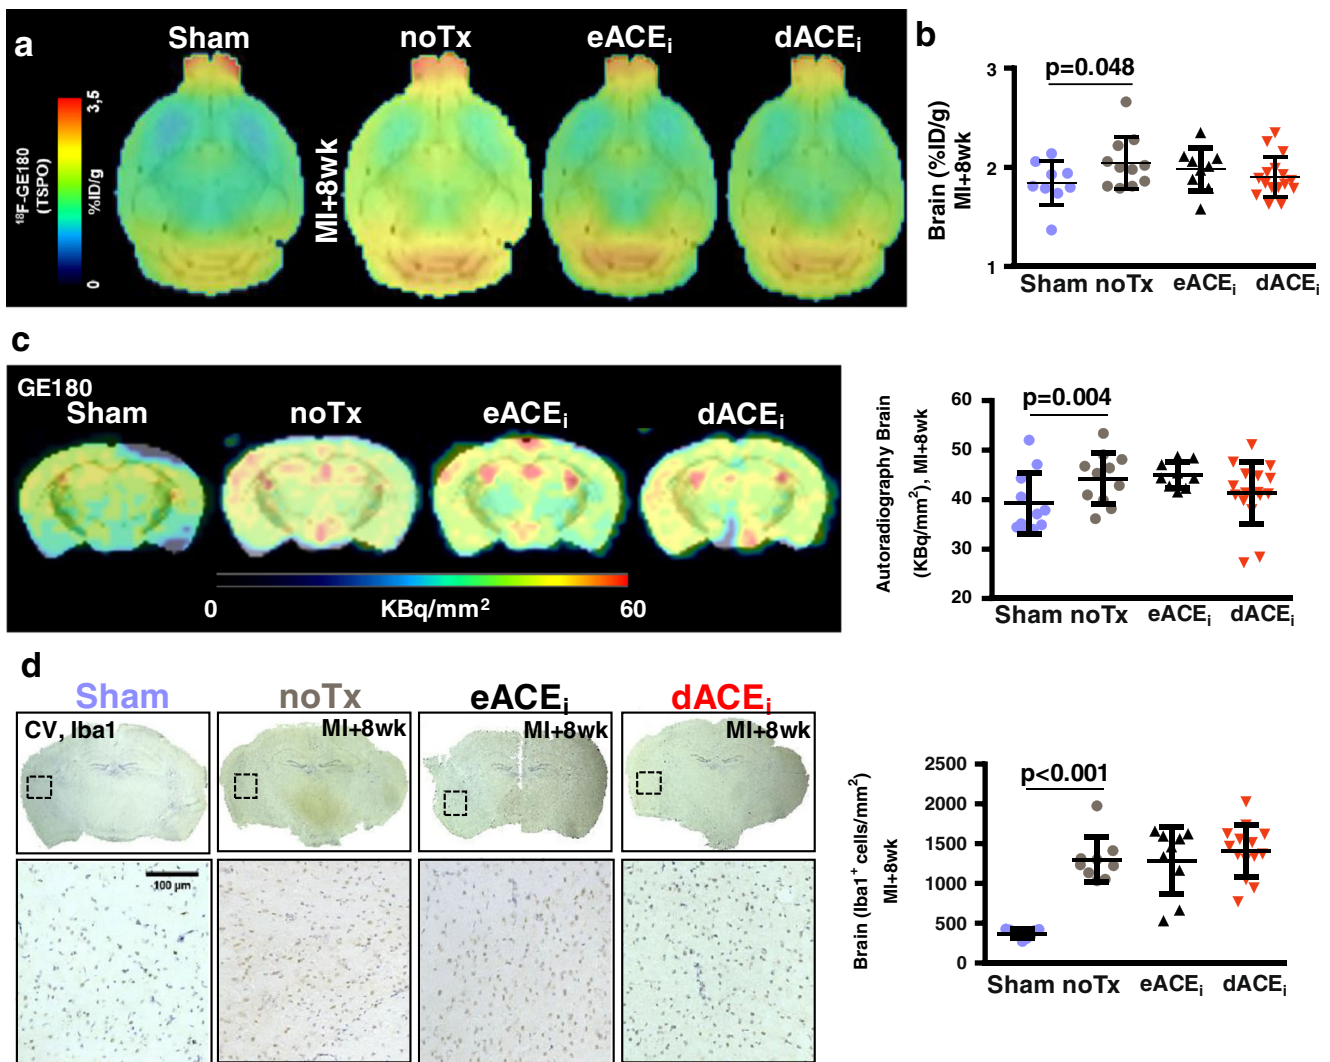 a
Sham
noTx
eACEi
dACEi
3,5
%ID/g
0
¹⁸F-GE180
(TSPO)
MI+8wk
b
p=0.048
3
2
1
Brain (%ID/g)
MI+8wk
Sham noTx eACEi dACEi
c
GE180
Sham
noTx
eACEi
dACEi
0 KBq/mm² 60
p=0.004
60
50
40
30
20
Autoradiography Brain
(KBq/mm²), MI+8wk
Sham noTx eACEi dACEi
d
Sham
noTx
eACEi
dACEi
CV, Iba1
MI+8wk
MI+8wk
MI+8wk
100 µm
p<0.001
2500
2000
1500
1000
500
0
Brain (Iba1⁺ cells/mm²)
MI+8wk
Sham noTx eACEi dACEi